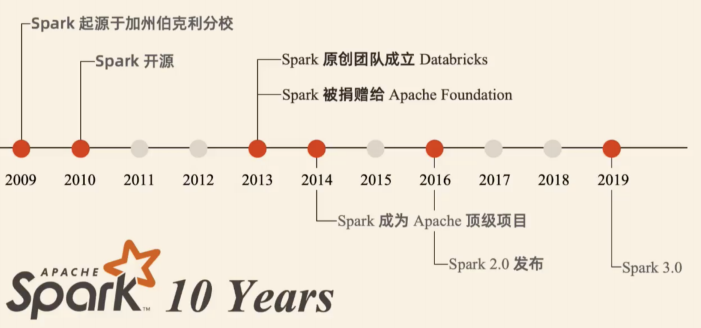 Spark 起源于加州伯克利分校
Spark 开源
Spark 原创团队成立 Databricks
Spark 被捐赠给 Apache Foundation
2009 2010 2011 2012 2013 2014 2015 2016 2017 2018 2019
Spark 成为 Apache 顶级项目
Spark 2.0 发布
Spark 3.0
APACHE
Spark™ 10 Years